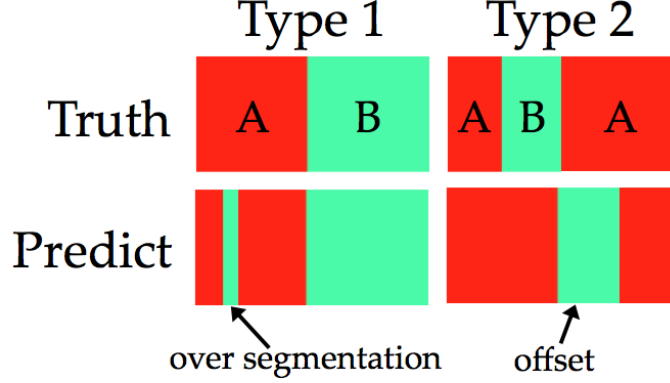 Type 1 Type 2
Truth A B A B A
Predict
over segmentation offset